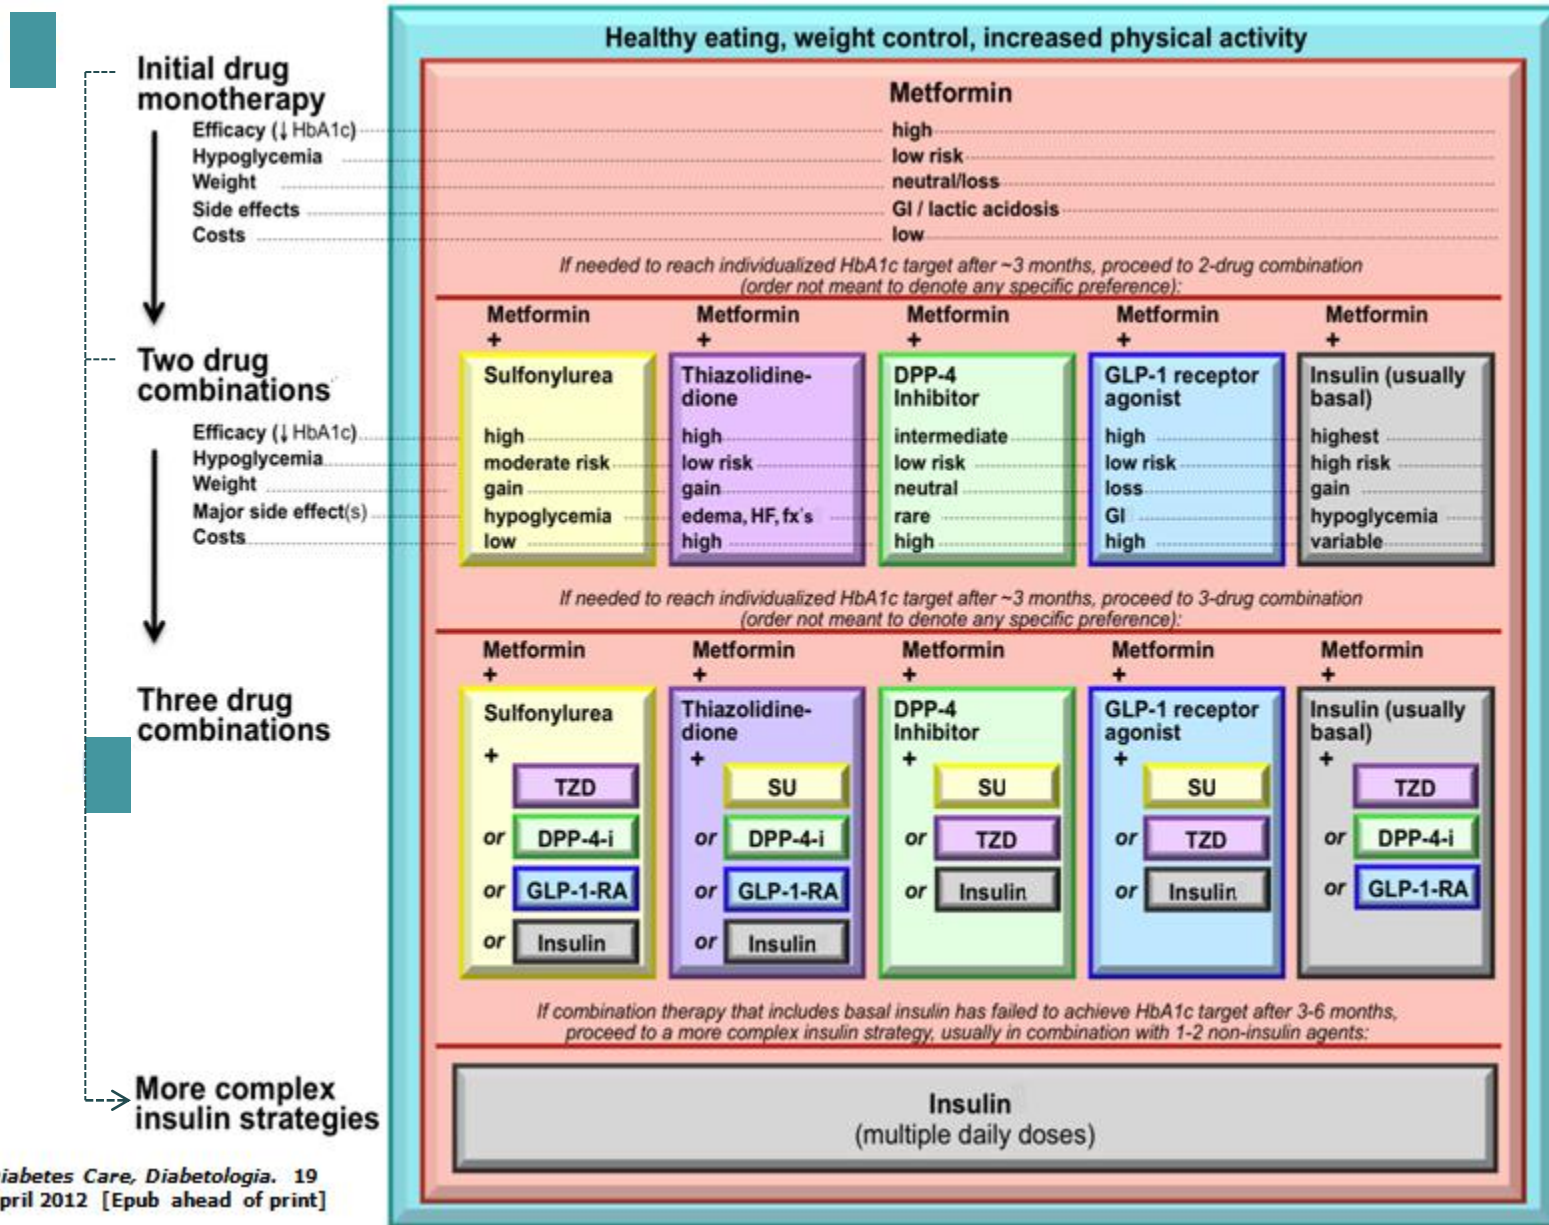 Healthy eating, weight control, increased physical activity
Initial drug
monotherapy
Metformin
Efficacy (↓ HbA1c) high
Hypoglycemia low risk
Weight neutral/loss
Side effects GI / lactic acidosis
Costs low
If needed to reach individualized HbA1c target after ~3 months, proceed to 2-drug combination
(order not meant to denote any specific preference):
Metformin Metformin Metformin Metformin Metformin
+ + + + +
Two drug
combinations
Sulfonylurea
Thiazolidine-
dione
DPP-4
Inhibitor
GLP-1 receptor
agonist
Insulin (usually
basal)
Efficacy (↓ HbA1c) high high intermediate high highest
Hypoglycemia moderate risk low risk low risk low risk high risk
Weight gain gain neutral loss gain
Major side effect(s) hypoglycemia edema, HF, fx's rare GI hypoglycemia
Costs low high high high variable
If needed to reach individualized HbA1c target after ~3 months, proceed to 3-drug combination
(order not meant to denote any specific preference):
Three drug
combinations
Metformin Metformin Metformin Metformin Metformin
+ + + + +
Sulfonylurea
+
TZD
or DPP-4-i
or GLP-1-RA
or Insulin
Thiazolidine-
dione
+
SU
or DPP-4-i
or GLP-1-RA
or Insulin
DPP-4
Inhibitor
+
SU
or TZD
or Insulin
GLP-1 receptor
agonist
+
SU
or TZD
or Insulin
Insulin (usually
basal)
+
TZD
or DPP-4-i
or GLP-1-RA
If combination therapy that includes basal insulin has failed to achieve HbA1c target after 3-6 months,
proceed to a more complex insulin strategy, usually in combination with 1-2 non-insulin agents:
More complex
insulin strategies
Insulin
(multiple daily doses)
iabetes Care, Diabetologia. 19
pril 2012 [Epub ahead of print]